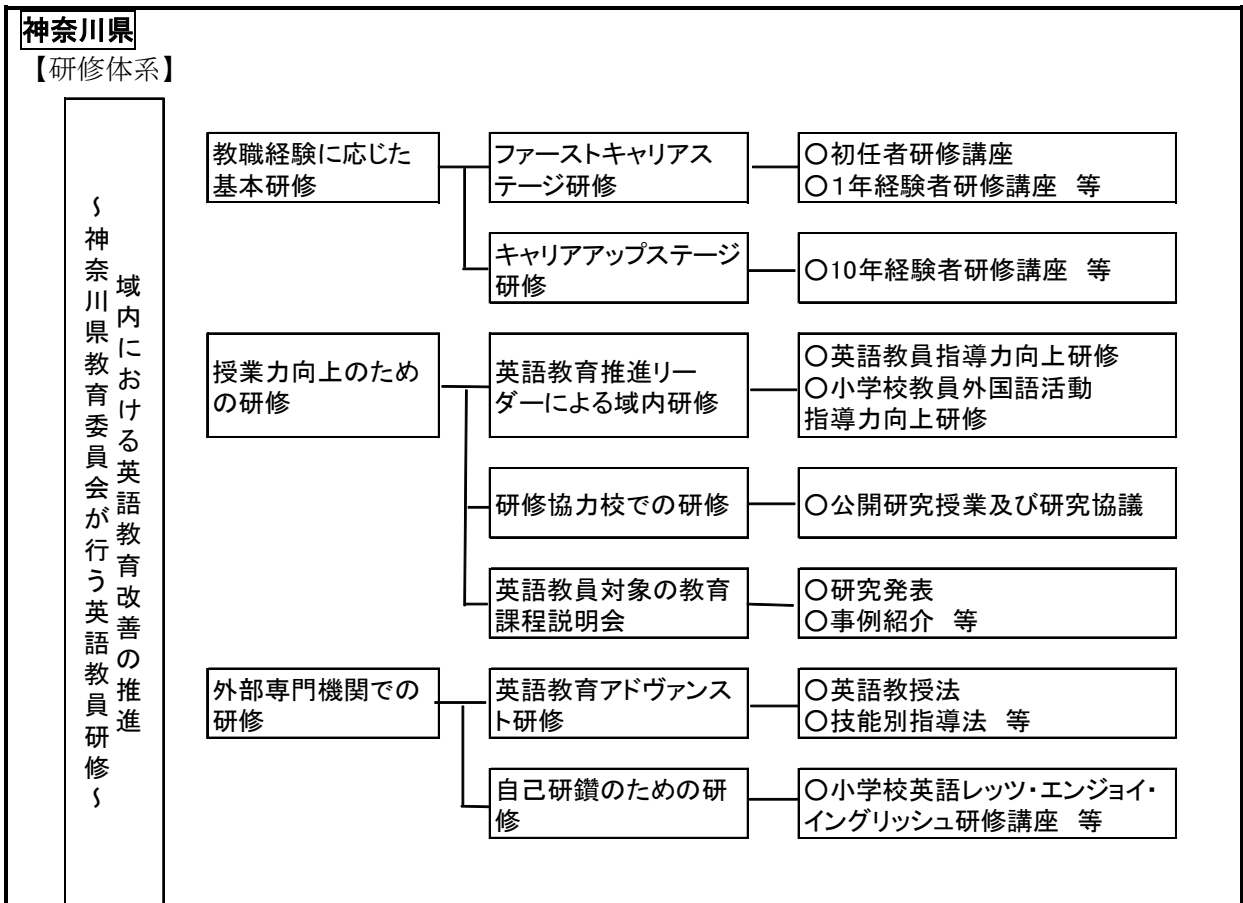 神奈川県
【研修体系】
域内における英語教育改善の推進
～神奈川県教育委員会が行う英語教員研修～
教職経験に応じた
基本研修
ファーストキャリアス
テージ研修
○初任者研修講座
○1年経験者研修講座 等
キャリアアップステージ
研修
○10年経験者研修講座 等
授業力向上のため
の研修
英語教育推進リー
ダーによる域内研修
○英語教員指導力向上研修
○小学校教員外国語活動
指導力向上研修
研修協力校での研修
○公開研究授業及び研究協議
英語教員対象の教育
課程説明会
○研究発表
○事例紹介 等
外部専門機関での
研修
英語教育アドヴァンス
ト研修
○英語教授法
○技能別指導法 等
自己研鑽のための研
修
○小学校英語レッツ・エンジョイ・
イングリッシュ研修講座 等